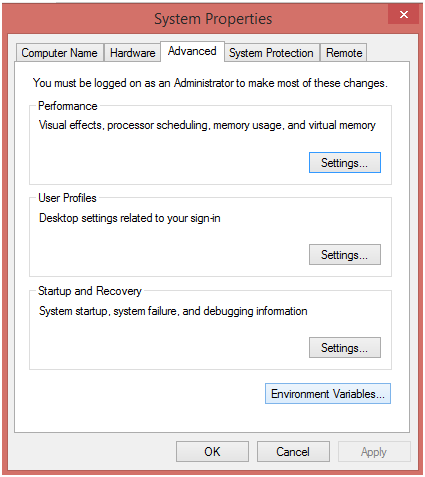 System Properties
Computer Name Hardware Advanced System Protection Remote
You must be logged on as an Administrator to make most of these changes.
Performance
Visual effects, processor scheduling, memory usage, and virtual memory
Settings...
User Profiles
Desktop settings related to your sign-in
Settings...
Startup and Recovery
System startup, system failure, and debugging information
Settings...
Environment Variables...
OK Cancel Apply